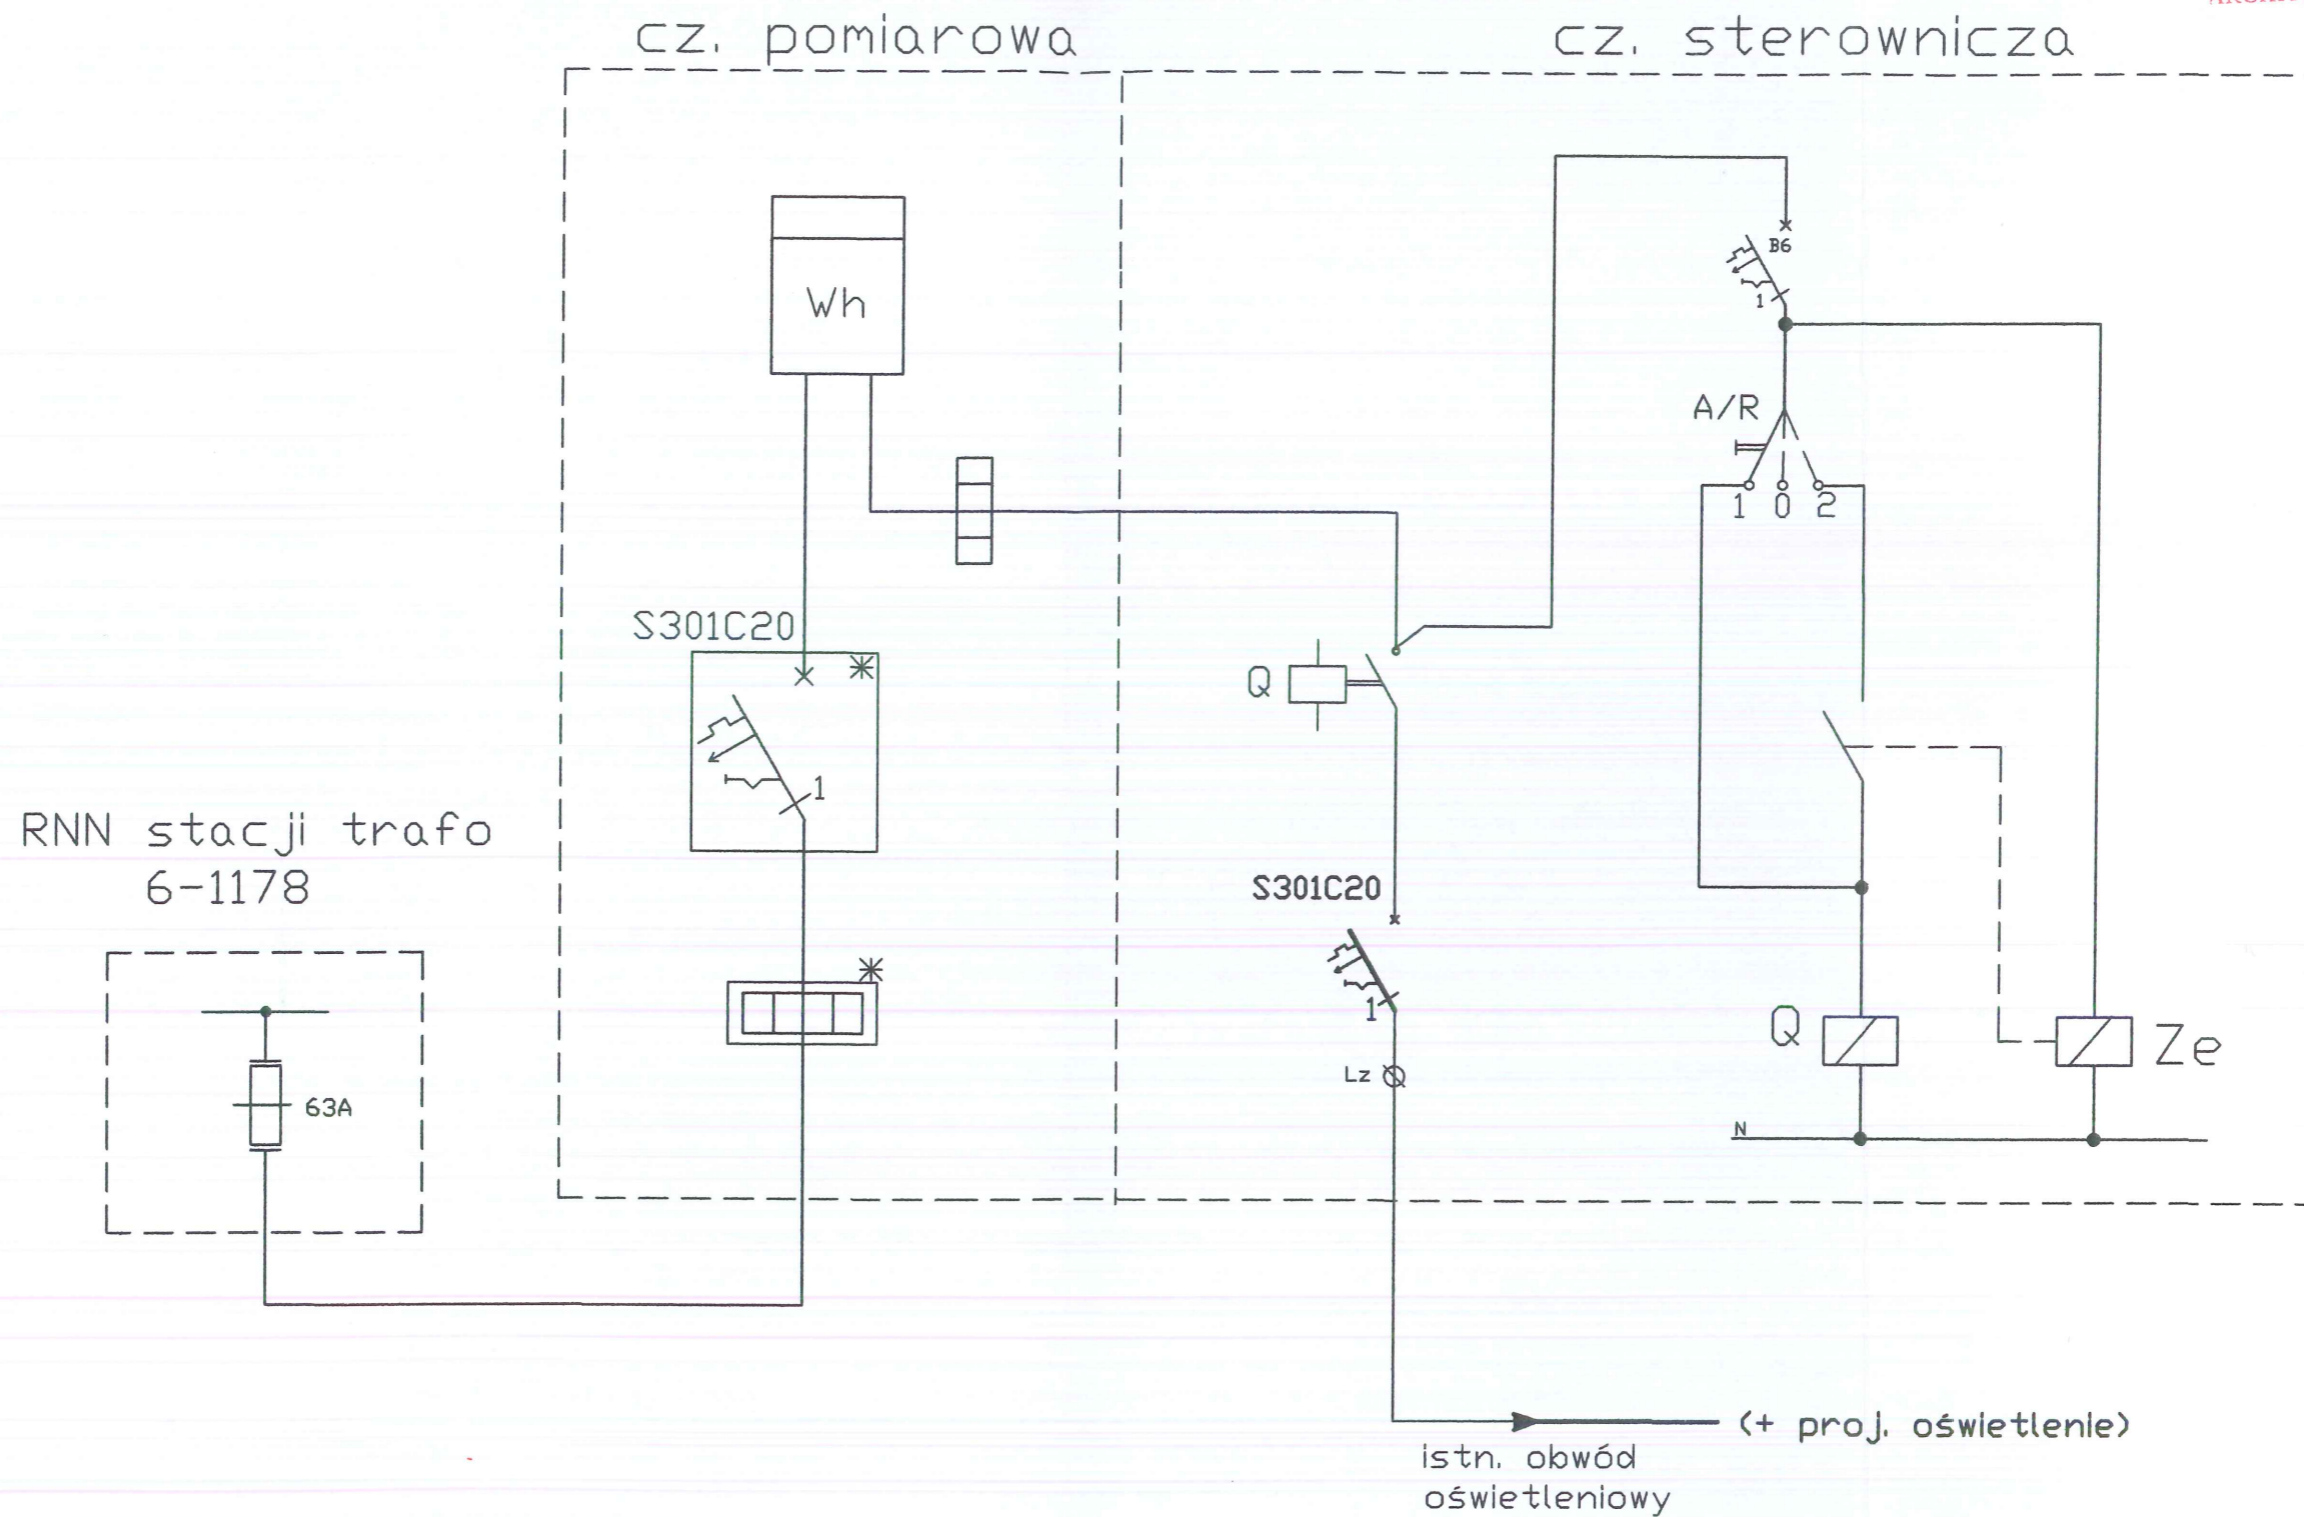 cz. pomiarowa
cz. sterownicza
Wh
B6
1
A/R
1 0 2
S301C20
1
Q
RNN stacji trafo
6-1178
S301C20
1
63A
Lz
Q
Ze
N
(+ proj. oświetlenie)
istn. obwód
oświetleniowy